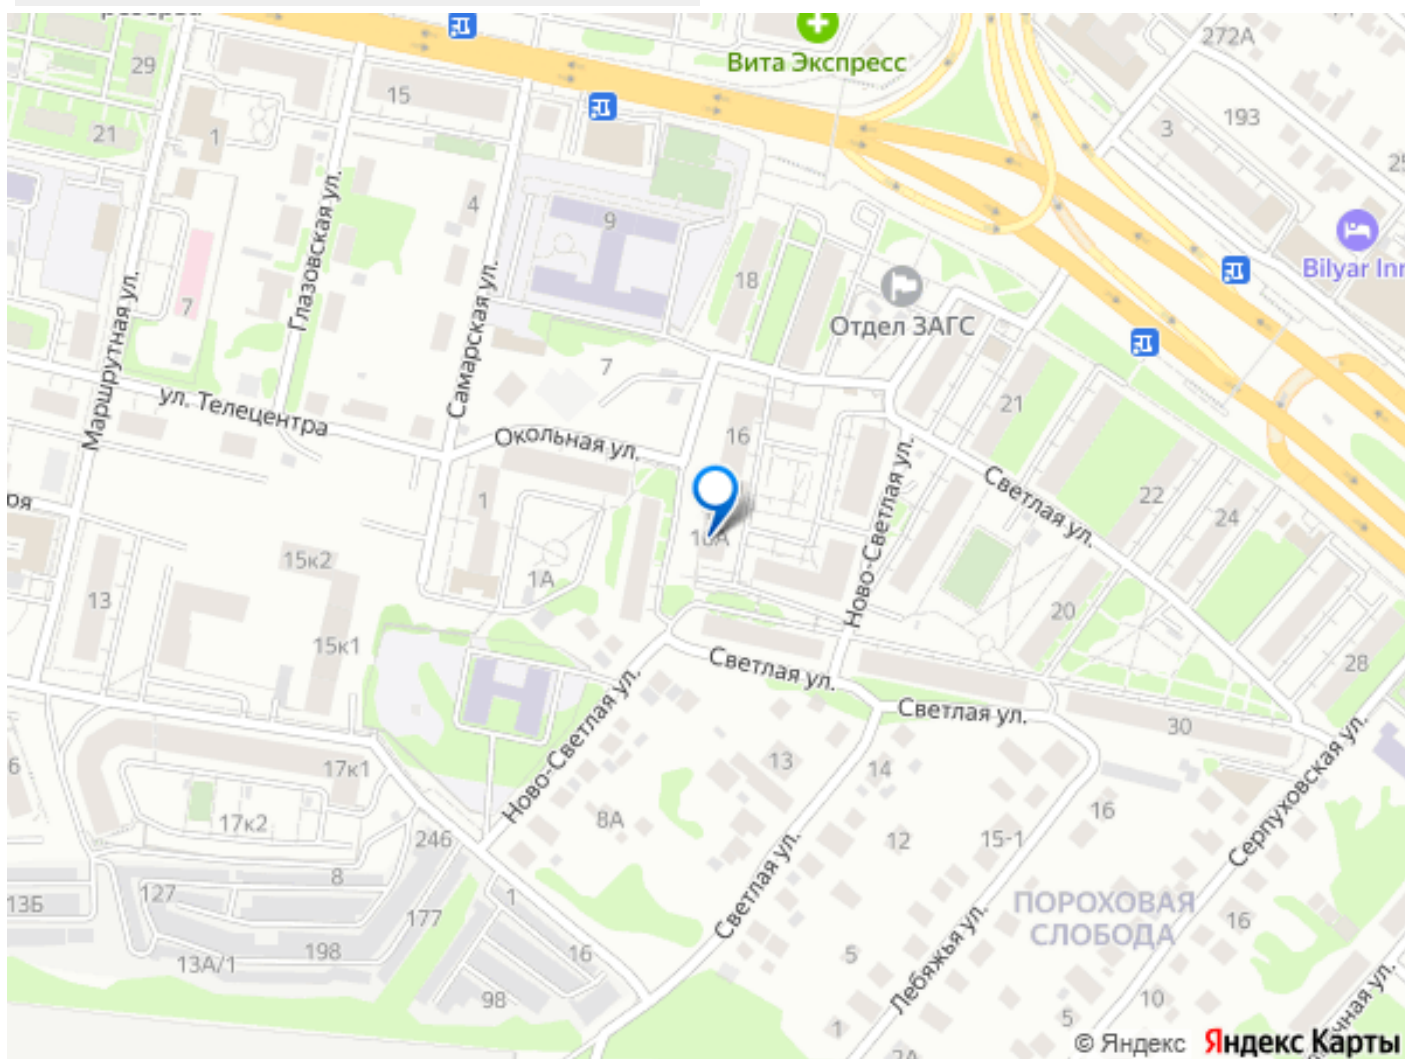 272А
Вита Экспресс
29
15
3
193
21
1
4
9
7
18
Bilyar Inn
Отдел ЗАГС
Глазовская ул.
Самарская ул.
Маршрутная ул.
7
ул. Телецентра
Окольная ул.
16
21
Светлая ул.
22
24
1
Ново-Светлая ул.
15к2
1А
13
20
15к1
28
Светлая ул.
Светлая ул.
30
17к1
13
14
Ново-Светлая ул.
8А
16
17к2
246
12
15-1
Серпуховская ул.
8
127
13Б
1
177
Светлая ул.
ПОРОХОВАЯ
СЛОБОДА
16
198
13А/1
16
5
Лебяжья ул.
98
10
5
1
2А
© Яндекс Яндекс Карты